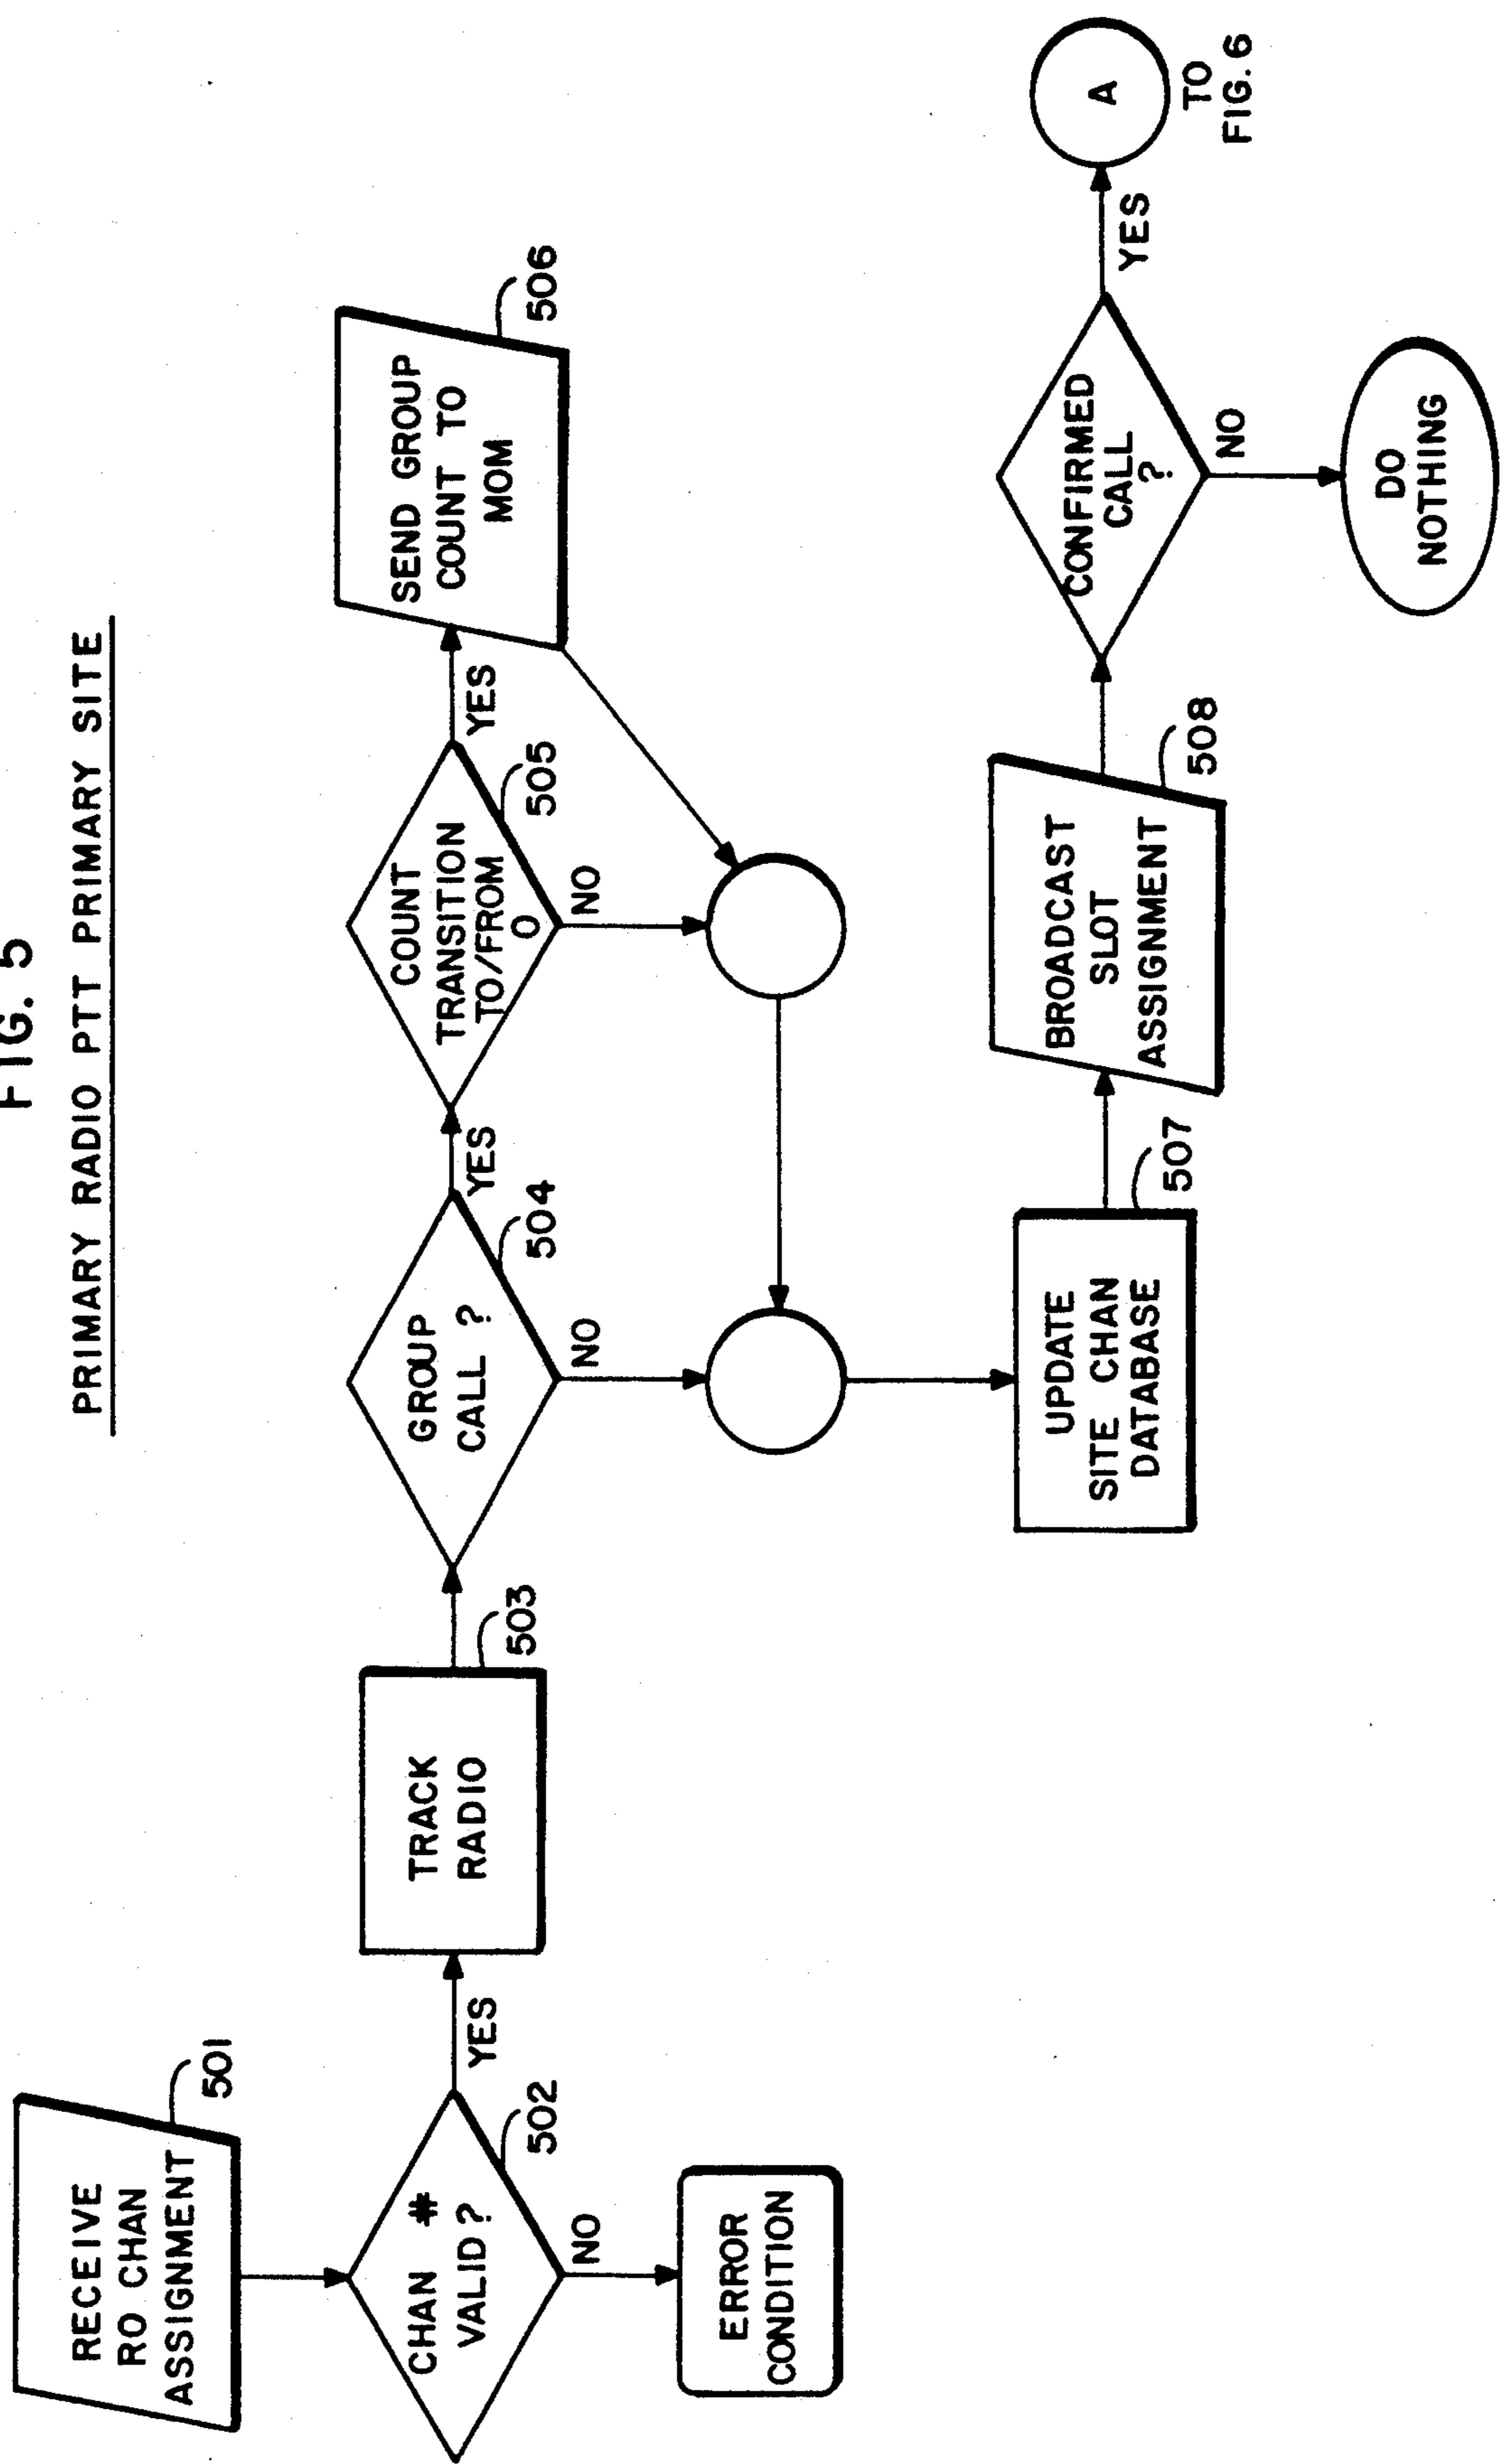 FIG. 5
PRIMARY RADIO PTT PRIMARY SITE
RECEIVE
RO CHAN
ASSIGNMENT
501
CHAN #
VALID?
502
YES
NO
ERROR
CONDITION
TRACK
RADIO
503
GROUP
CALL ?
504
YES
NO
COUNT
TRANSITION
TO/FROM
0
505
YES
NO
SEND GROUP
COUNT TO
MOM
506
UPDATE
SITE CHAN
DATABASE
507
BROADCAST
SLOT
ASSIGNMENT
508
CONFIRMED
CALL
?
YES
NO
DO
NOTHING
A
TO
FIG. 6